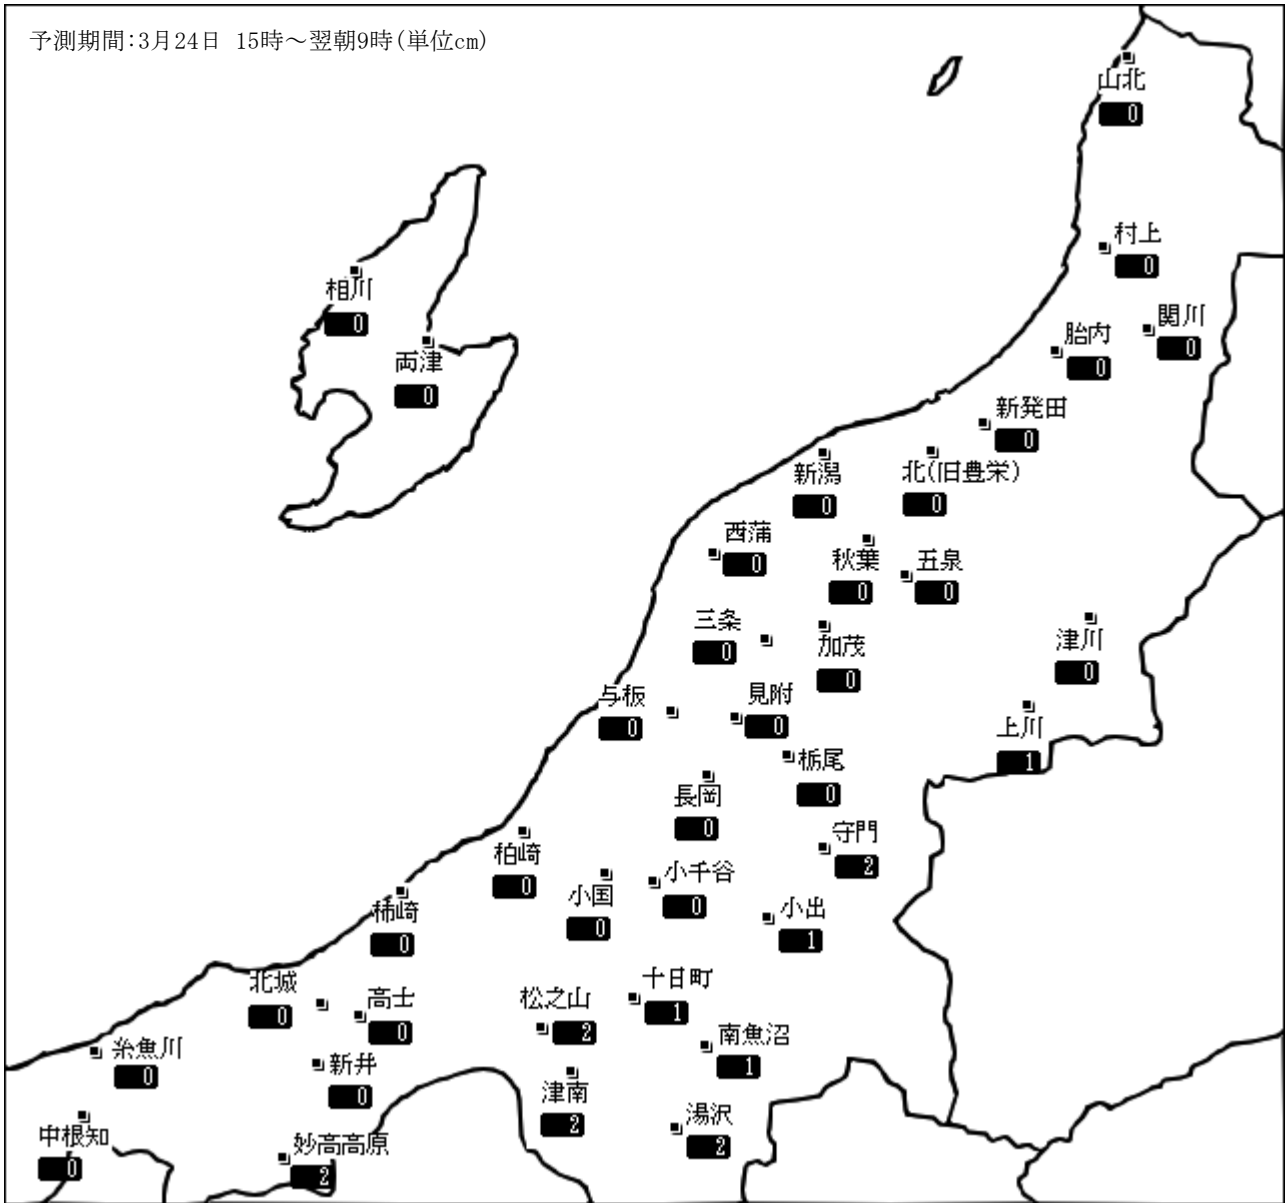 予測期間:3月24日 15時～翌朝9時(単位cm)
山北
0
村上
0
関川
0
胎内
0
相川
0
両津
0
新発田
0
新潟
0
北(旧豊栄)
0
西蒲
0
秋葉
0
五泉
0
三条
0
加茂
0
津川
0
与板
0
見附
0
上川
1
栃尾
0
長岡
0
守門
2
柏崎
0
小国
0
小千谷
0
小出
1
柿崎
0
北城
0
高士
0
松之山
2
十日町
1
南魚沼
1
糸魚川
0
新井
0
津南
2
湯沢
2
中根知
0
妙高高原
2